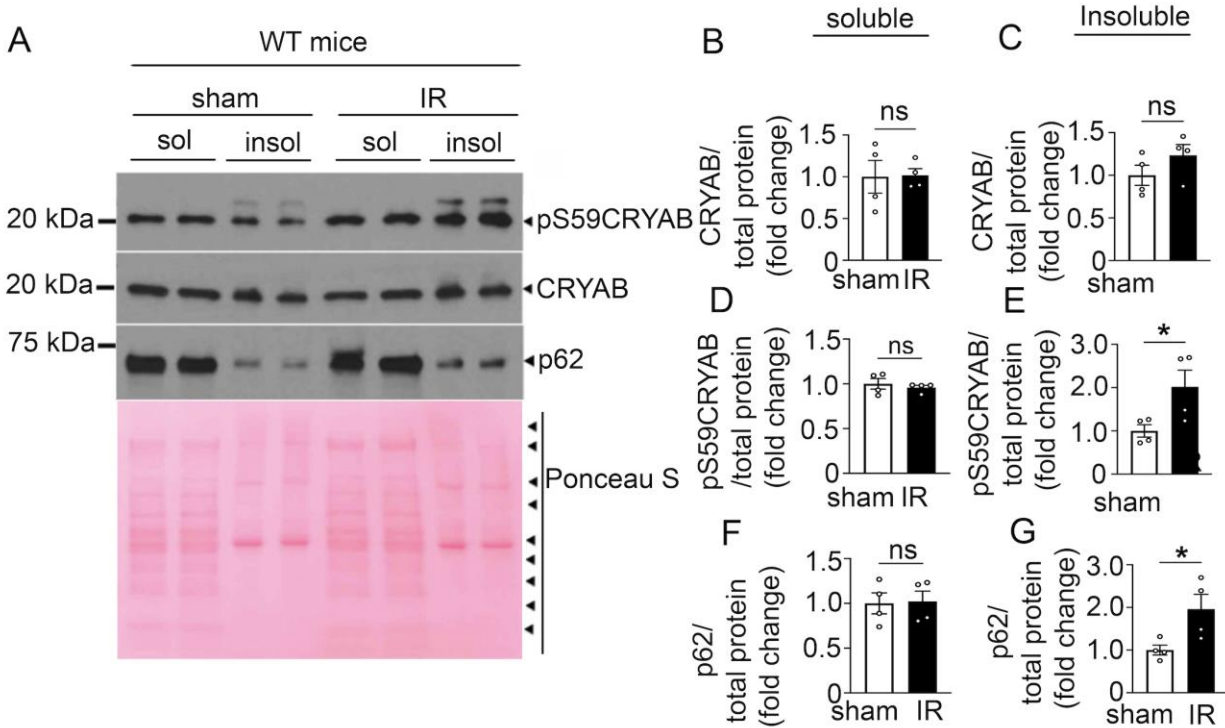 A
WT mice
sham IR
sol insol sol insol
20 kDa pS59CRYAB
20 kDa CRYAB
75 kDa p62
Ponceau S
soluble
Insoluble
B
CRYAB/
total protein
(fold change)
ns
1.5
1.0
0.5
0
sham IR
C
CRYAB/
total protein
(fold change)
ns
1.5
1.0
0.5
0
sham
D
pS59CRYAB
/total protein
(fold change)
ns
1.5
1.0
0.5
0
sham IR
E
pS59CRYAB/
total protein
(fold change)
*
3.0
2.0
1.0
0
sham
F
p62/
total protein
(fold change)
ns
1.5
1.0
0.5
0.0
sham IR
G
p62/
total protein
(fold change)
*
3.0
2.0
1.0
0
sham IR